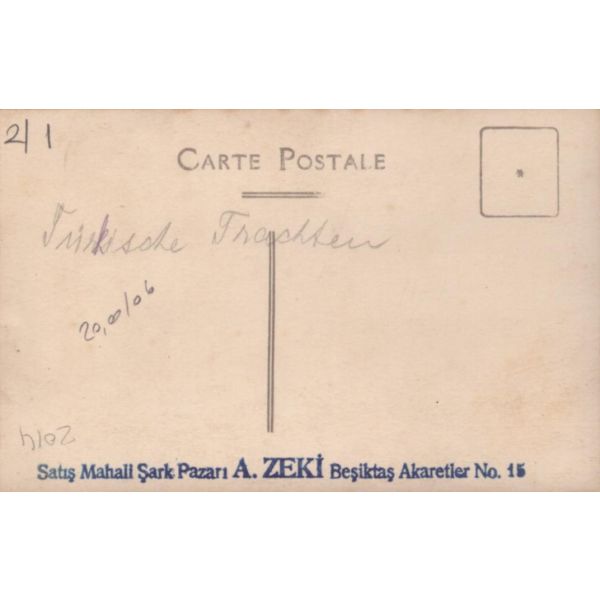 2/1
CARTE POSTALE
Türkische Trachten
20,00/06
2014
Satış Mahali Şark Pazarı A. ZEKİ Beşiktaş Akaretler No. 15